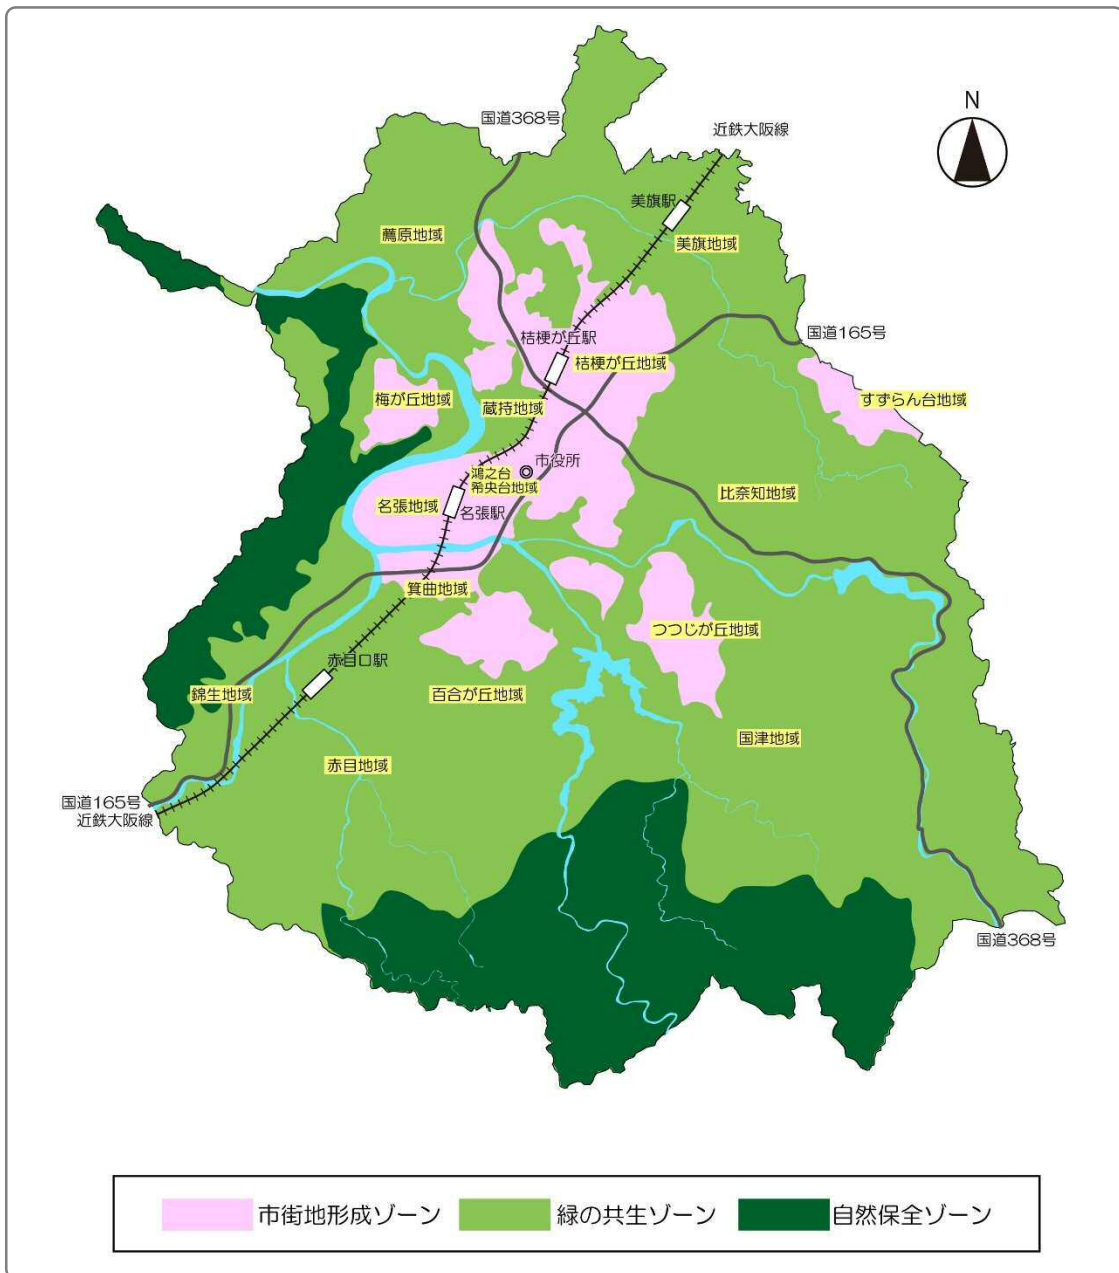 国道368号
近鉄大阪線
N
美旗駅
薦原地域
美旗地域
国道165号
桔梗が丘駅
桔梗が丘地域
梅が丘地域
すずらん台地域
蔵持地域
市役所
鴻之台
希央台地域
名張地域
名張駅
比奈知地域
箕曲地域
つつじが丘地域
赤目口駅
錦生地域
百合が丘地域
国津地域
赤目地域
国道165号
近鉄大阪線
国道368号
市街地形成ゾーン
緑の共生ゾーン
自然保全ゾーン